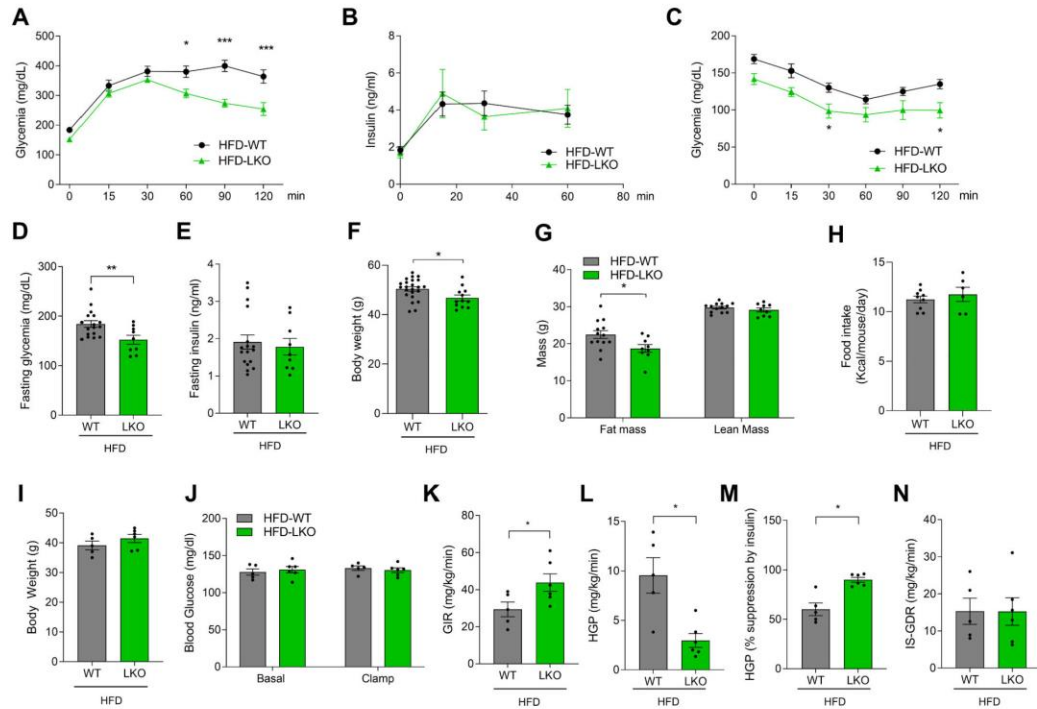 A
Glycemia (mg/dL)
500
400
300
200
100
0
* *** ***
HFD-WT
HFD-LKO
0 15 30 60 90 120 min
B
Insulin (ng/ml)
8
6
4
2
0
HFD-WT
HFD-LKO
0 20 40 60 80
min
C
Glycemia (mg/dL)
200
150
100
50
0
* *
HFD-WT
HFD-LKO
0 15 30 60 90 120 min
D
Fasting glycemia (mg/dL)
300
200
100
0
**
WT LKO
HFD
E
Fasting insulin (ng/ml)
4
3
2
1
0
WT LKO
HFD
F
Body weight (g)
60
40
20
0
*
WT LKO
HFD
G
HFD-WT
HFD-LKO
Mass (g)
40
30
20
10
0
*
Fat mass Lean Mass
H
Food intake
(Kcal/mouse/day)
15
10
5
0
WT LKO
HFD
I
Body Weight (g)
60
40
20
0
WT LKO
HFD
J
HFD-WT
HFD-LKO
Blood Glucose (mg/dl)
200
150
100
50
0
Basal Clamp
K
GIR (mg/kg/min)
80
60
40
20
0
*
WT LKO
HFD
L
HGP (mg/kg/min)
15
10
5
0
*
WT LKO
HFD
M
HGP (% suppression by insulin)
150
100
50
0
*
WT LKO
HFD
N
IS-GDR (mg/kg/min)
40
30
20
10
0
WT LKO
HFD